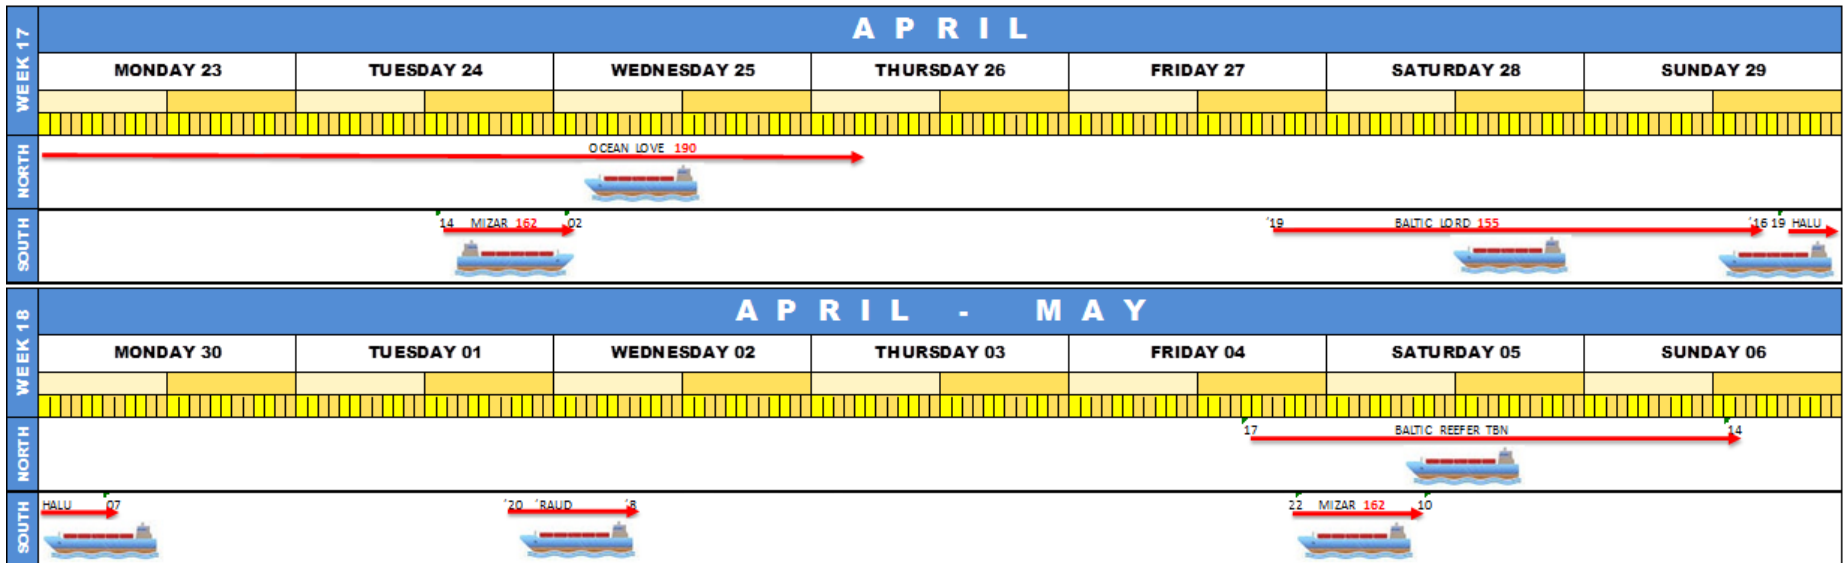 WEEK 17
APRIL
MONDAY 23 TUESDAY 24 WEDNESDAY 25 THURSDAY 26 FRIDAY 27 SATURDAY 28 SUNDAY 29
NORTH
OCEAN LOVE 190
SOUTH
14 MIZAR 162 02 '19 BALTIC LORD 155 '16 19 HALU
WEEK 18
APRIL - MAY
MONDAY 30 TUESDAY 01 WEDNESDAY 02 THURSDAY 03 FRIDAY 04 SATURDAY 05 SUNDAY 06
NORTH
17 BALTIC REEFER TBN 14
SOUTH
HALU 07 '20 'RAUD '8 22 MIZAR 162 10